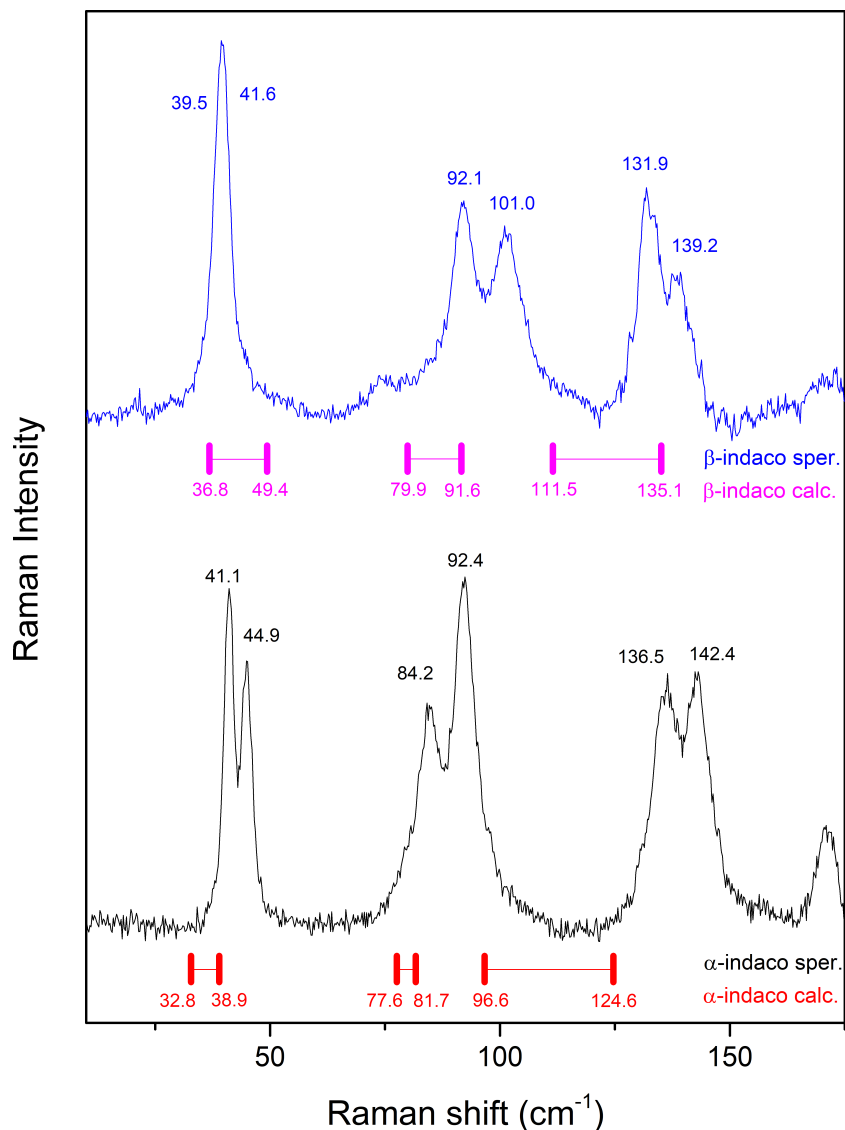 39.5 41.6
92.1
101.0
131.9
139.2
β-indaco sper.
36.8 49.4 79.9 91.6 111.5 135.1 β-indaco calc.
Raman Intensity
41.1
44.9
84.2
92.4
136.5 142.4
α-indaco sper.
32.8 38.9 77.6 81.7 96.6 124.6 α-indaco calc.
50 100 150
Raman shift (cm⁻¹)